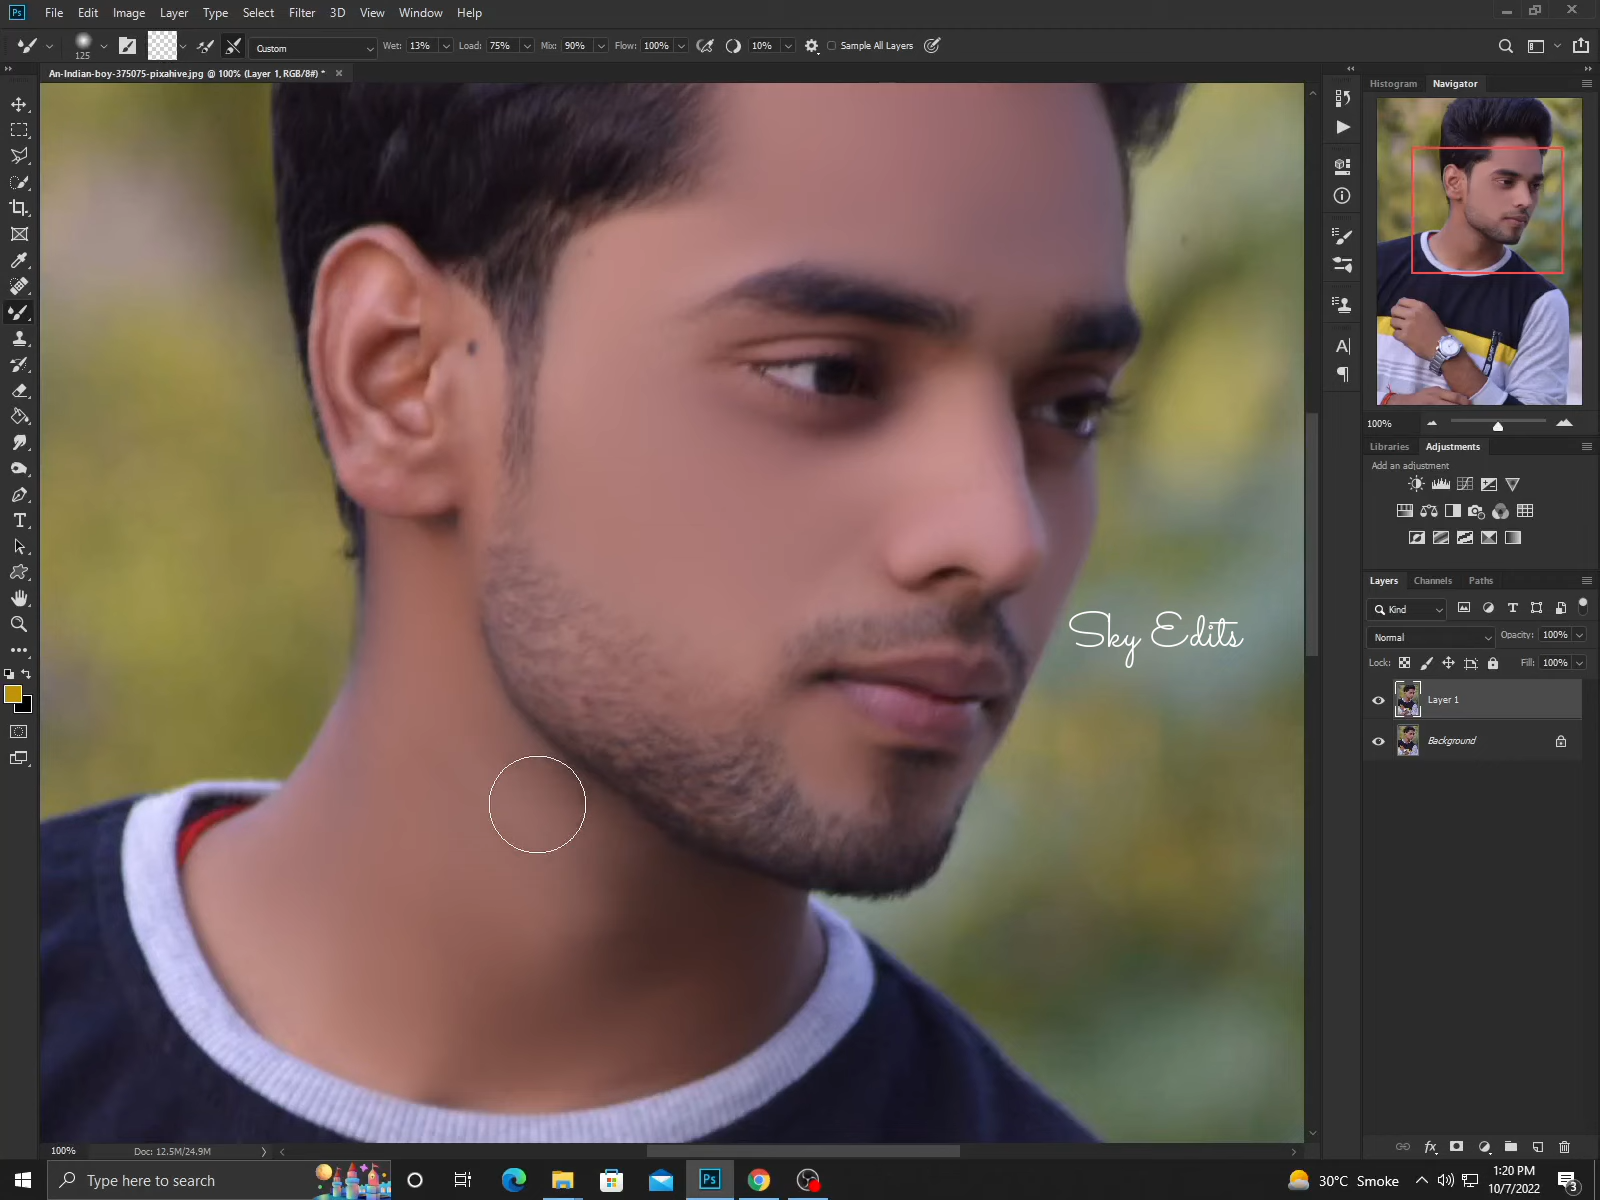 Ps File Edit Image Layer Type Select Filter 3D View Window Help
125 Custom Wet: 13% Load: 75% Mix: 90% Flow: 100% 10% Sample All Layers
An-Indian-boy-375075-pixahive.jpg @ 100% (Layer 1, RGB/8#) *
Histogram Navigator
100%
Libraries Adjustments
Add an adjustment
Layers Channels Paths
Kind
Normal Opacity: 100%
Lock: Fill: 100%
Layer 1
Background
Sky Edits
100% Doc: 12.5M/24.9M
Type here to search Ps 30°C Smoke 1:20 PM
10/7/2022 3